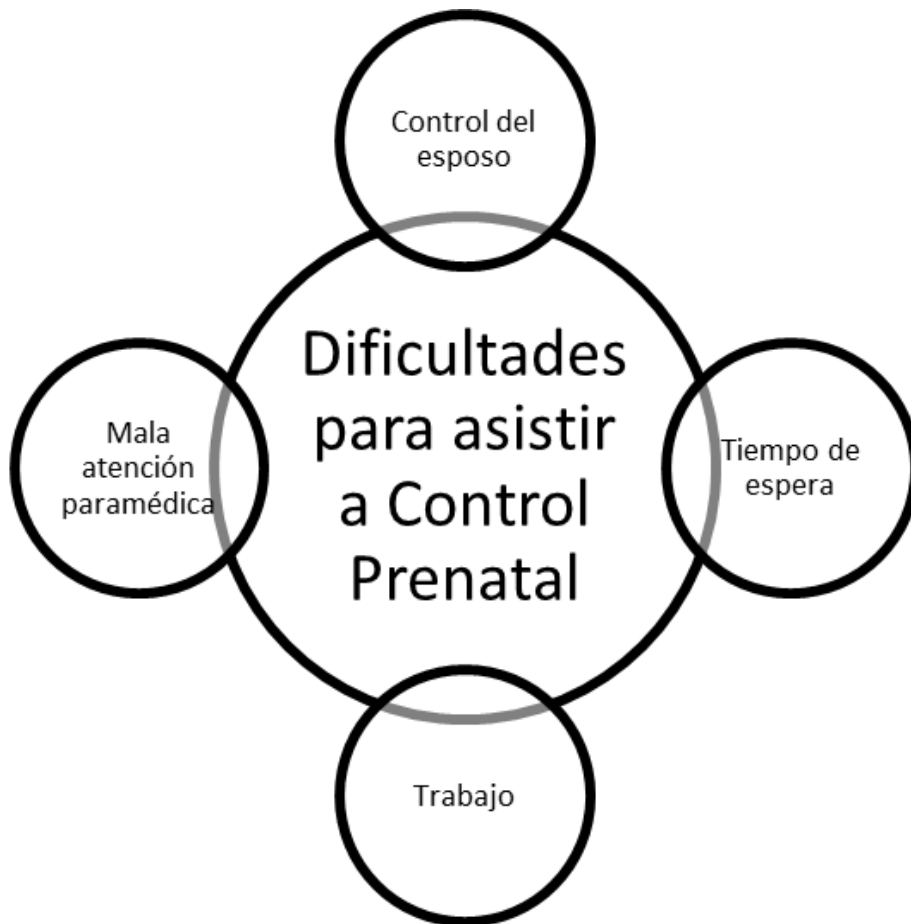 Control del
esposo
Dificultades
para asistir
a Control
Prenatal
Mala
atención
paramédica
Tiempo de
espera
Trabajo